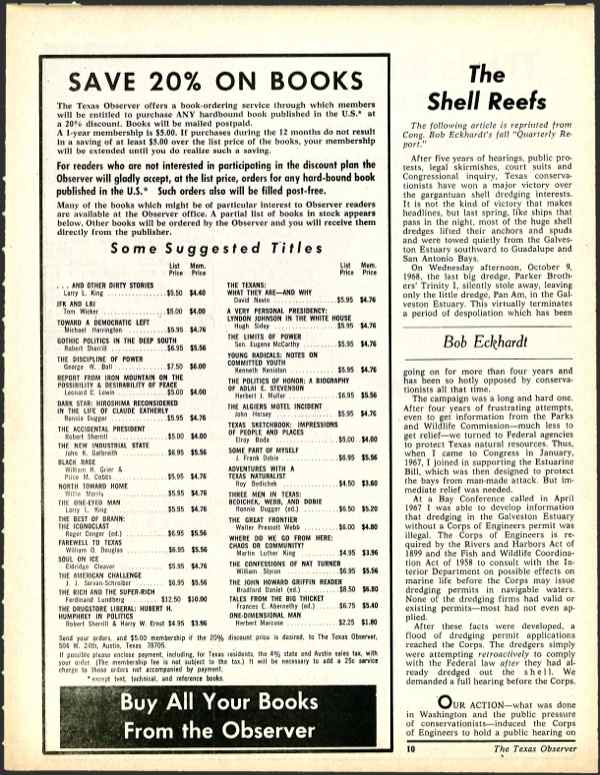 SAVE 20% ON BOOKS
The Texas Observer offers a book-ordering service through which members
will be entitled to purchase ANY hardbound book published in the U.S.* at
a 20% discount. Books will be mailed postpaid.
A 1-year membership is $5.00. If purchases during the 12 months do not result
in a saving of at least $5.00 over the list price of the books, your membership
will be extended until you do realize such a saving.
For readers who are not interested in participating in the discount plan the
Observer will gladly accept, at the list price, orders for any hard-bound book
published in the U.S.* Such orders also will be filled post-free.
Many of the books which might be of particular interest to Observer readers
are available at the Observer office. A partial list of books in stock appears
below. Other books will be ordered by the Observer and you will receive them
directly from the publisher.
Some Suggested Titles
List Mem.
Price Price
. . . AND OTHER DIRTY STORIES
Larry L. King $5.50 $4.40
JFK AND LBJ
Tom Wicker $5.00 $4.00
TOWARD A DEMOCRATIC LEFT
Michael Harrington $5.95 $4.76
GOTHIC POLITICS IN THE DEEP SOUTH
Robert Sherrill $6.95 $5.56
THE DISCIPLINE OF POWER
George W. Ball $7.50 $6.00
REPORT FROM IRON MOUNTAIN ON THE
POSSIBILITY & DESIRABILITY OF PEACE
Leonard C. Lewin $5.00 $4.00
DARK STAR: HIROSHIMA RECONSIDERED
IN THE LIFE OF CLAUDE EATHERLY
Ronnie Dugger $5.95 $4.76
THE ACCIDENTAL PRESIDENT
Robert Sherrill $5.00 $4.00
THE NEW INDUSTRIAL STATE
John K. Galbraith $6.95 $5.56
BLACK RAGE
William H. Grier &
Price M. Cobbs $5.95 $4.76
NORTH TOWARD HOME
Willie Morris $5.95 $4.76
THE ONE-EYED MAN
Larry L. King $5.95 $4.76
THE BEST OF BRANN:
THE ICONOCLAST
Roger Conger (ed.) $6.95 $5.56
FAREWELL TO TEXAS
William O. Douglas $6.95 $5.56
SOUL ON ICE
Eldridge Cleaver $5.95 $4.76
THE AMERICAN CHALLENGE
J. J. Servan-Schreiber $6.95 $5.56
THE RICH AND THE SUPER-RICH
Ferdinand Lundberg $12.50 $10.00
THE DRUGSTORE LIBERAL: HUBERT H.
HUMPHREY IN POLITICS
Robert Sherrill & Harry W. Ernst $4.95 $3.96
List Mem.
Price Price
THE TEXANS:
WHAT THEY ARE—AND WHY
David Nevin $5.95 $4.76
A VERY PERSONAL PRESIDENCY:
LYNDON JOHNSON IN THE WHITE HOUSE
Hugh Sidey $5.95 $4.76
THE LIMITS OF POWER
Sen. Eugene McCarthy $5.95 $4.76
YOUNG RADICALS: NOTES ON
COMMITTED YOUTH
Kenneth Keniston $5.95 $4.76
THE POLITICS OF HONOR: A BIOGRAPHY
OF ADLAI E. STEVENSON
Herbert J. Muller $6.95 $5.56
THE ALGIERS MOTEL INCIDENT
John Hersey $5.95 $4.76
TEXAS SKETCHBOOK: IMPRESSIONS
OF PEOPLE AND PLACES
Elroy Bode $5.00 $4.00
SOME PART OF MYSELF
J. Frank Dobie $6.95 $5.56
ADVENTURES WITH A
TEXAS NATURALIST
Roy Bedichek $4.50 $3.60
THREE MEN IN TEXAS:
BEDICHEK, WEBB, AND DOBIE
Ronnie Dugger (ed.) $6.50 $5.20
THE GREAT FRONTIER
Walter Prescott Webb $6.00 $4.80
WHERE DO WE GO FROM HERE:
CHAOS OR COMMUNITY?
Martin Luther King $4.95 $3.96
THE CONFESSIONS OF NAT TURNER
William Styron $6.95 $5.56
THE JOHN HOWARD GRIFFIN READER
Bradford Daniel (ed.) $8.50 $6.80
TALES FROM THE BIG THICKET
Frances E. Abernethy (ed.) $6.75 $5.40
ONE-DIMENSIONAL MAN
Herbert Marcuse $2.25 $1.80
Send your orders, and $5.00 membership if the 20% discount price is desired, to The Texas Observer,
504 W. 24th, Austin, Texas 78705.
If possible please enclose payment, including, for Texas residents, the 4% state and Austin sales tax, with
your order. (The membership fee is not subject to the tax.) It will be necessary to add a 25c service
charge to those orders not accompanied by payment.
* except text, technical, and reference books.
Buy All Your Books
From the Observer
The
Shell Reefs
The following article is reprinted from
Cong. Bob Eckhardt's fall "Quarterly Re-
port."
After five years of hearings, public pro-
tests, legal skirmishes, court suits and
Congressional inquiry, Texas conserva-
tionists have won a major victory over
the gargantuan shell dredging interests.
It is not the kind of victory that makes
headlines, but last spring, like ships that
pass in the night, most of the huge shell
dredges lifted their anchors and spuds
and were towed quietly from the Galves-
ton Estuary southward to Guadalupe and
San Antonio Bays.
On Wednesday afternoon, October 9,
1968, the last big dredge, Parker Broth-
ers' Trinity I, silently stole away, leaving
only the little dredge, Pan Am, in the Gal-
veston Estuary. This virtually terminates
a period of despoliation which has been
Bob Eckhardt
going on for more than four years and
has been so hotly opposed by conserva-
tionists all that time.
The campaign was a long and hard one.
After four years of frustrating attempts,
even to get information from the Parks
and Wildlife Commission—much less to
get relief—we turned to Federal agencies
to protect Texas natural resources. Thus,
when I came to Congress in January,
1967, I joined in supporting the Estuarine
Bill, which was then designed to protect
the bays from man-made attack. But im-
mediate relief was needed.
At a Bay Conference called in April
1967 I was able to develop information
that dredging in the Galveston Estuary
without a Corps of Engineers permit was
illegal. The Corps of Engineers is re-
quired by the Rivers and Harbors Act of
1899 and the Fish and Wildlife Coordina-
tion Act of 1958 to consult with the In-
terior Department on possible effects on
marine life before the Corps may issue
dredging permits in navigable waters.
None of the dredging firms had valid or
existing permits—most had not even ap-
plied.
After these facts were developed, a
flood of dredging permit applications
reached the Corps. The dredgers simply
were attempting retroactively to comply
with the Federal law after they had al-
ready dredged out the shell. We
demanded a full hearing before the Corps.
OUR ACTION—what was done
in Washington and the public pressure
of conservationists—induced the Corps
of Engineers to hold a public hearing on
10 The Texas Observer